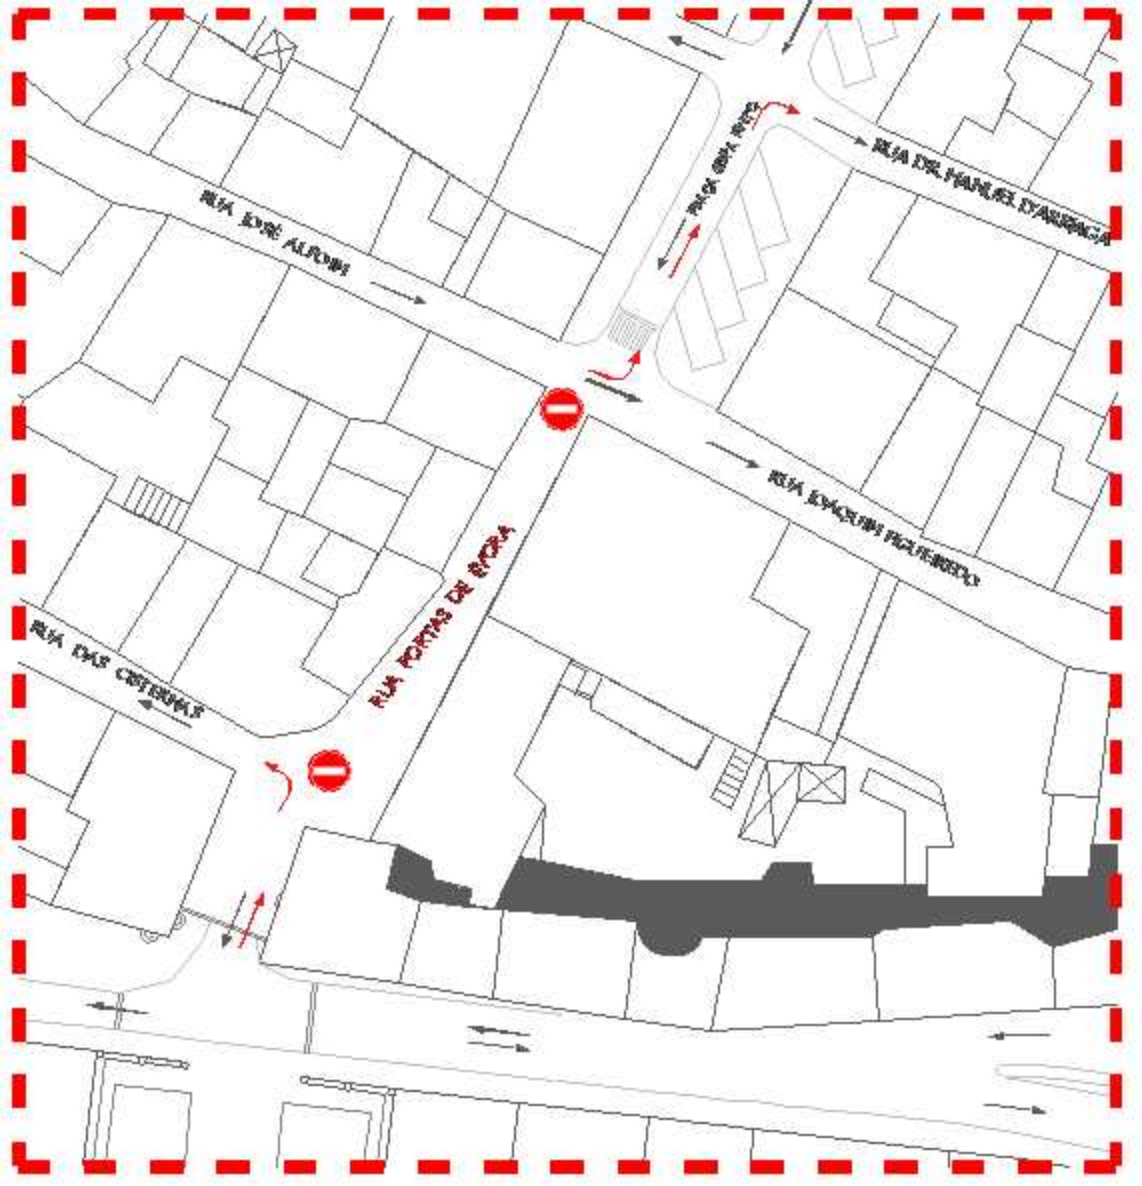 RUA DR. MANUEL D'ARRIAGA
RUA JOSÉ ALFOIM
RUA JOAQUIM FIGUEIREDO
RUA PORTAS DE ÉVORA
RUA DAS CISTERNAS